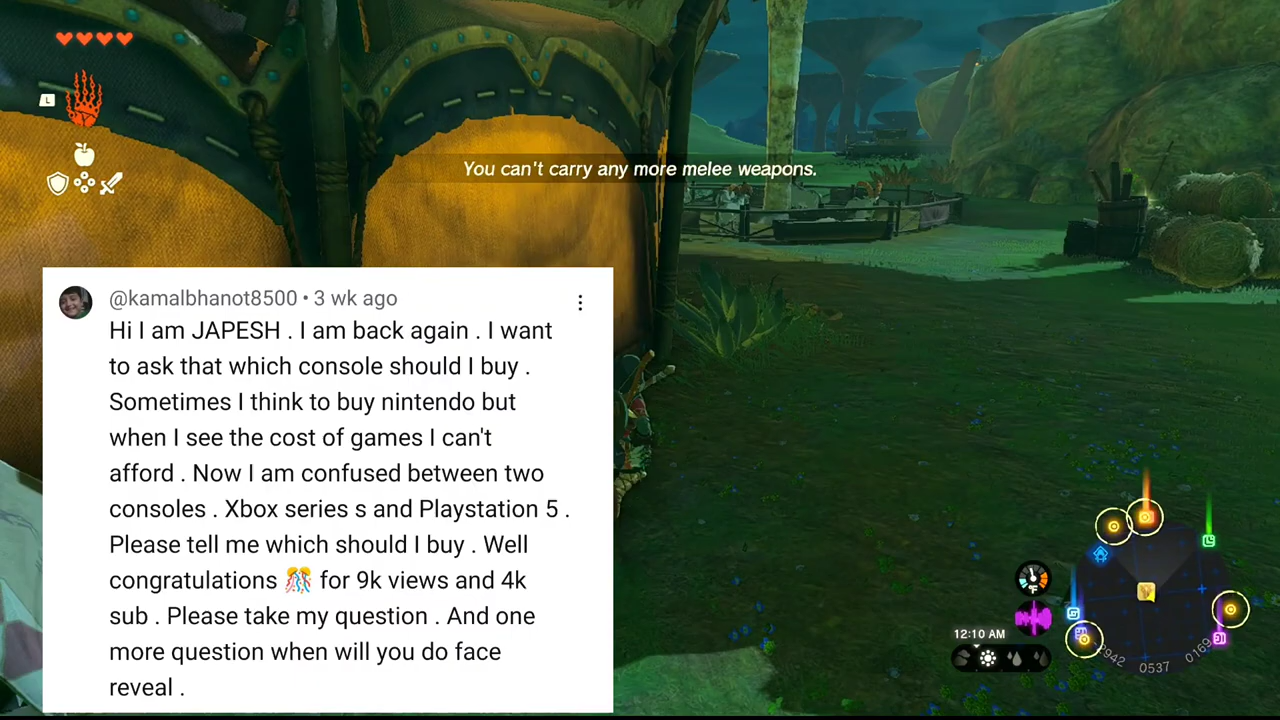 L
You can't carry any more melee weapons.
@kamalbhanot8500 • 3 wk ago
Hi I am JAPESH . I am back again . I want
to ask that which console should I buy .
Sometimes I think to buy nintendo but
when I see the cost of games I can't
afford . Now I am confused between two
consoles . Xbox series s and Playstation 5 .
Please tell me which should I buy . Well
congratulations 🎊 for 9k views and 4k
sub . Please take my question . And one
more question when will you do face
reveal .
°F
12:10 AM
0537